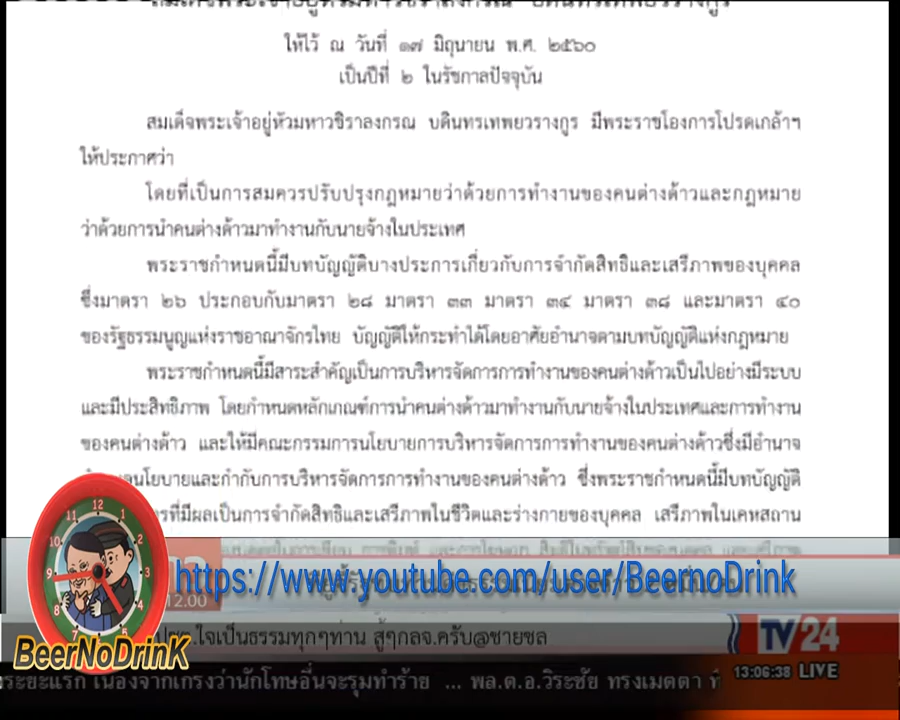 สมเด็จพระเจ้าอยู่หัวมหาวชิราลงกรณ บดินทรเทพยวรางกูร
ให้ไว้ ณ วันที่ ๑๗ มิถุนายน พ.ศ. ๒๕๖๐
เป็นปีที่ ๒ ในรัชกาลปัจจุบัน
สมเด็จพระเจ้าอยู่หัวมหาวชิราลงกรณ บดินทรเทพยวรางกูร มีพระราชโองการโปรดเกล้าฯ
ให้ประกาศว่า
โดยที่เป็นการสมควรปรับปรุงกฎหมายว่าด้วยการทำงานของคนต่างด้าวและกฎหมาย
ว่าด้วยการนำคนต่างด้าวมาทำงานกับนายจ้างในประเทศ
พระราชกำหนดนี้มีบทบัญญัติบางประการเกี่ยวกับการจำกัดสิทธิและเสรีภาพของบุคคล
ซึ่งมาตรา ๒๖ ประกอบกับมาตรา ๒๘ มาตรา ๓๓ มาตรา ๓๔ มาตรา ๓๘ และมาตรา ๔๐
ของรัฐธรรมนูญแห่งราชอาณาจักรไทย บัญญัติให้กระทำได้โดยอาศัยอำนาจตามบทบัญญัติแห่งกฎหมาย
พระราชกำหนดนี้มีสาระสำคัญเป็นการบริหารจัดการการทำงานของคนต่างด้าวเป็นไปอย่างมีระบบ
และมีประสิทธิภาพ โดยกำหนดหลักเกณฑ์การนำคนต่างด้าวมาทำงานกับนายจ้างในประเทศและการทำงาน
ของคนต่างด้าว และให้มีคณะกรรมการนโยบายการบริหารจัดการการทำงานของคนต่างด้าวซึ่งมีอำนาจ
นโยบายและกำกับการบริหารจัดการการทำงานของคนต่างด้าว ซึ่งพระราชกำหนดนี้มีบทบัญญัติ
ที่มีผลเป็นการจำกัดสิทธิและเสรีภาพในชีวิตและร่างกายของบุคคล เสรีภาพในเคหสถาน
https://www.youtube.com/user/BeernoDrink
12.00
ใจเป็นธรรมทุกๆท่าน สู้ๆกลจ.ครับ@ชายชล
TV24
BeerNoDrinK
ระยะแรก เนื่องจากเกรงว่านักโทษอื่นจะรุมทำร้าย ... พล.ต.อ.วิระชัย ทรงเมตตา
13:06:38 LIVE